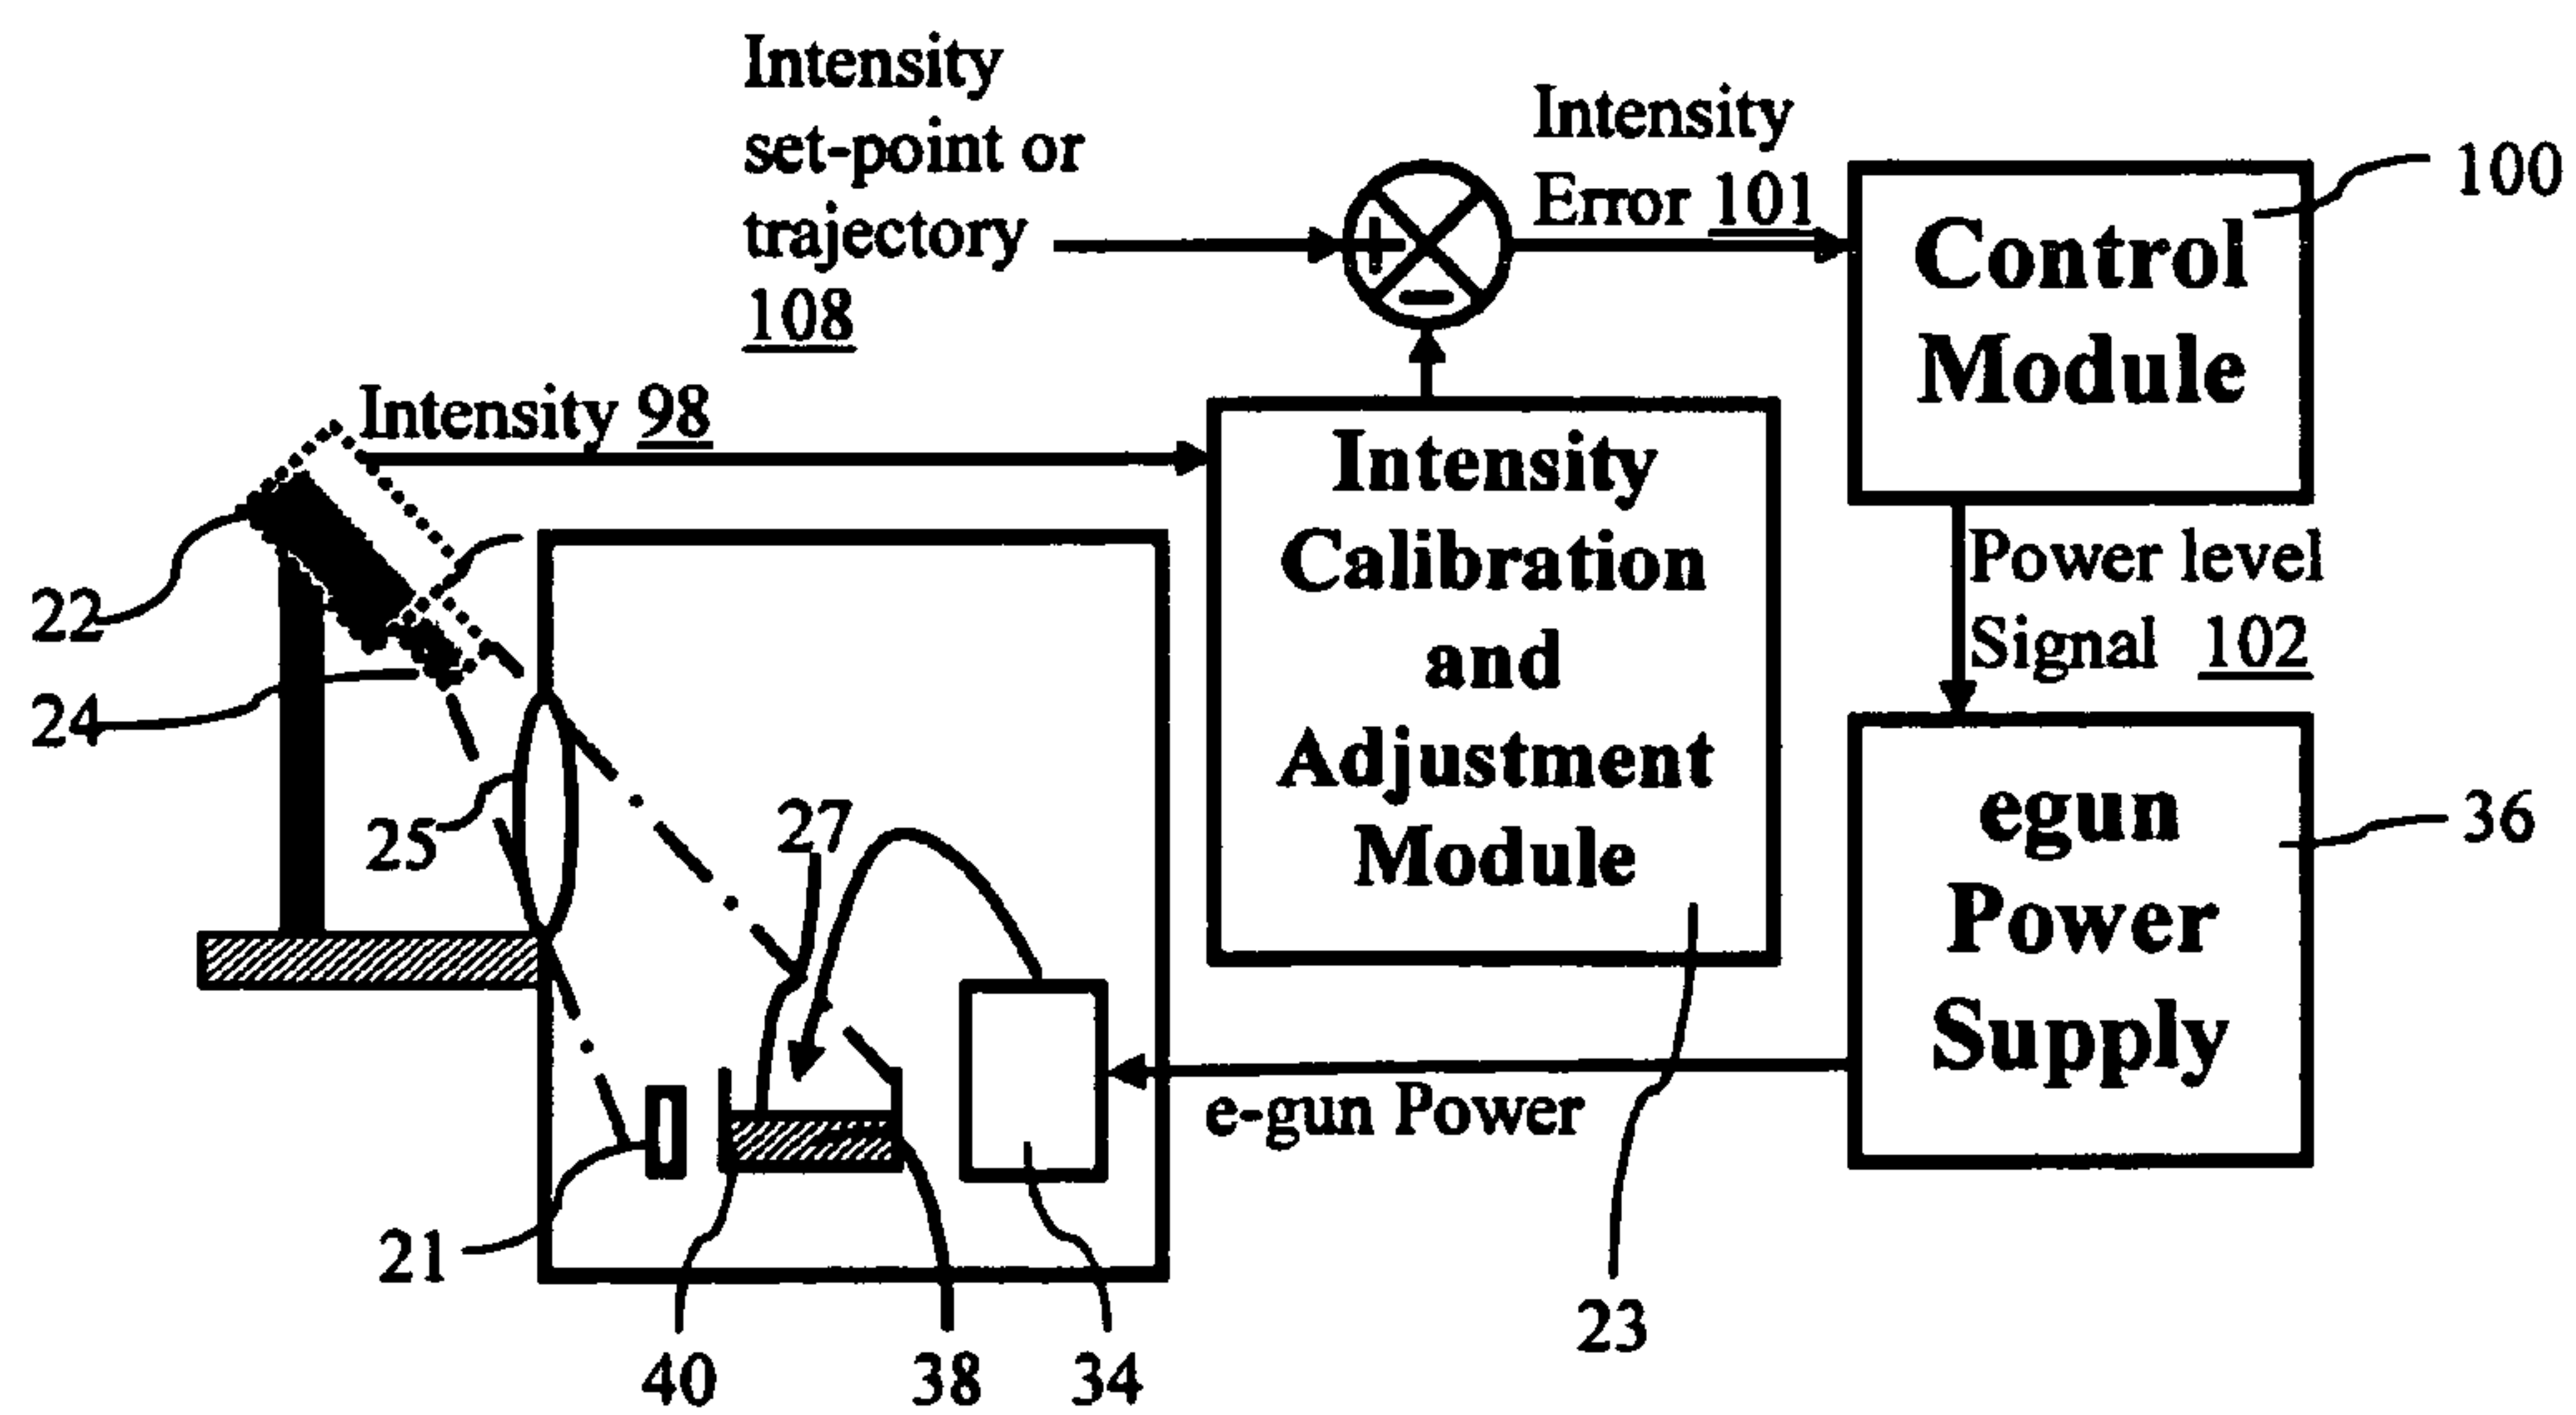 Intensity
set-point or
trajectory
108
Intensity
Error 101
+
−
Control
Module
100
Intensity 98
Intensity
Calibration
and
Adjustment
Module
Power level
Signal 102
22
24
25
27
egun
Power
Supply
36
e-gun Power
21
40
38
34
23